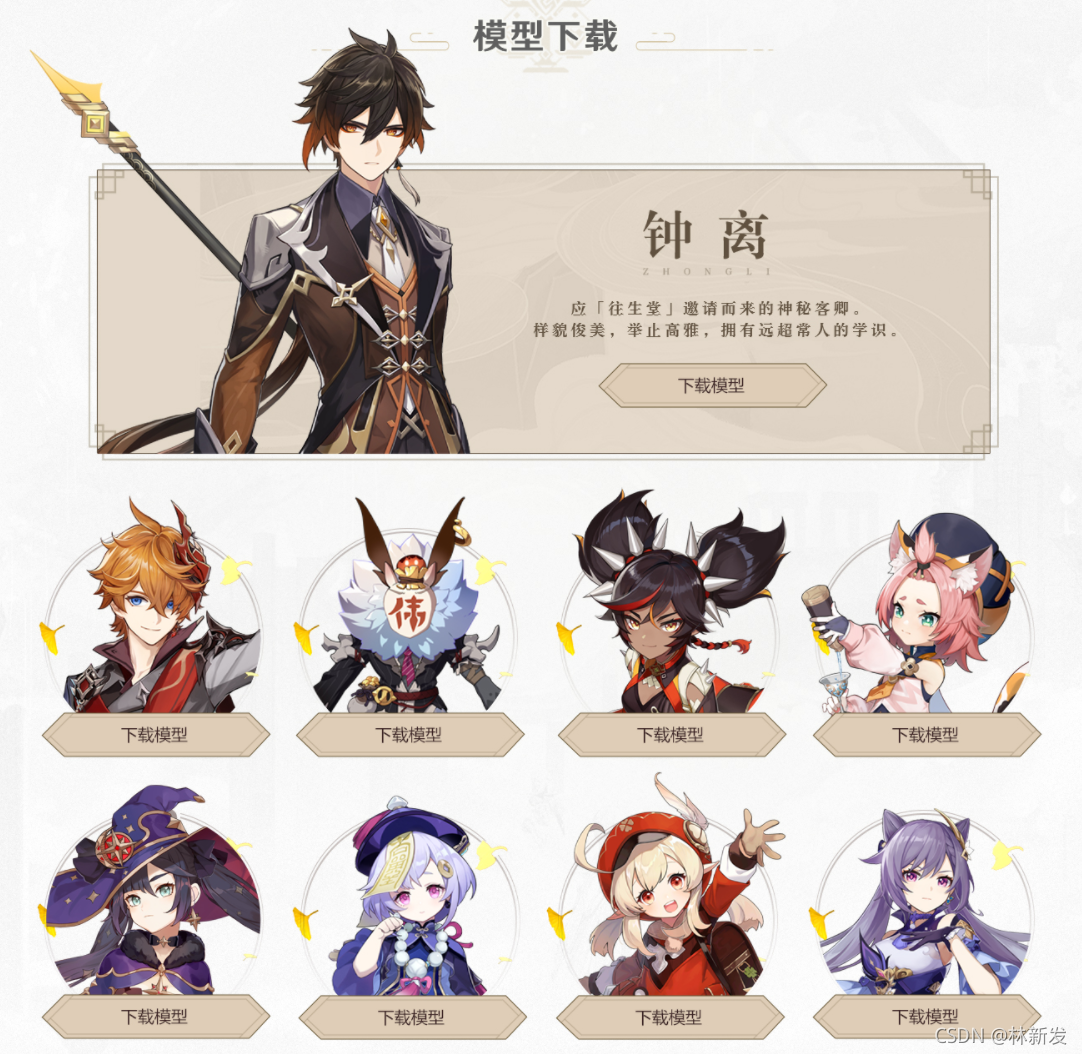 模型下载
钟离
ZHONGLI
应「往生堂」邀请而来的神秘客卿。
样貌俊美，举止高雅，拥有远超常人的学识。
下载模型
伟
下载模型
下载模型
下载模型
下载模型
下载模型
下载模型
下载模型
下载模型
CSDN @林新发